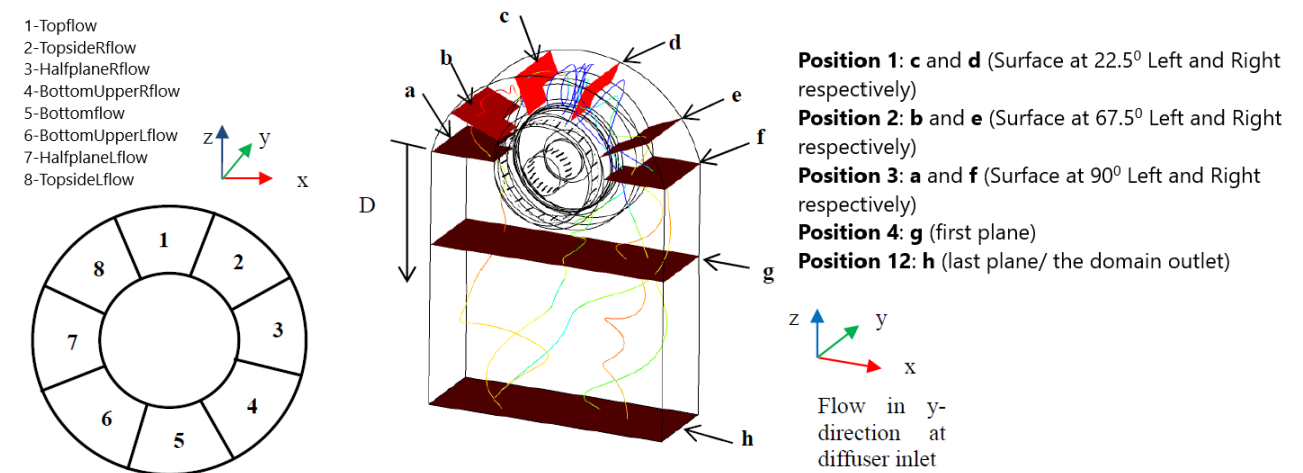 1-Topflow
2-TopsideRflow
3-HalfplaneRflow
4-BottomUpperRflow
5-Bottomflow
6-BottomUpperLflow
7-HalfplaneLflow
8-TopsideLflow
z
y
x
1
2
3
4
5
6
7
8
c
d
b
a
e
f
D
g
h
Position 1: c and d (Surface at 22.5⁰ Left and Right
respectively)
Position 2: b and e (Surface at 67.5⁰ Left and Right
respectively)
Position 3: a and f (Surface at 90⁰ Left and Right
respectively)
Position 4: g (first plane)
Position 12: h (last plane/ the domain outlet)
z
y
x
Flow in y-
direction at
diffuser inlet